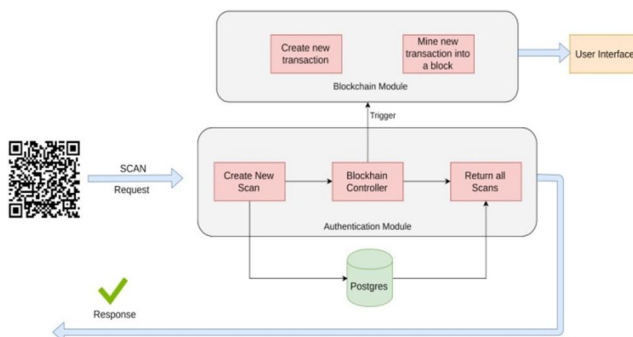 Create new
transaction
Mine new
transaction into
a block
User Interface
Blockchain Module
Trigger
SCAN
Request
Create New
Scan
Blockhain
Controller
Return all
Scans
Authentication Module
Postgres
Response